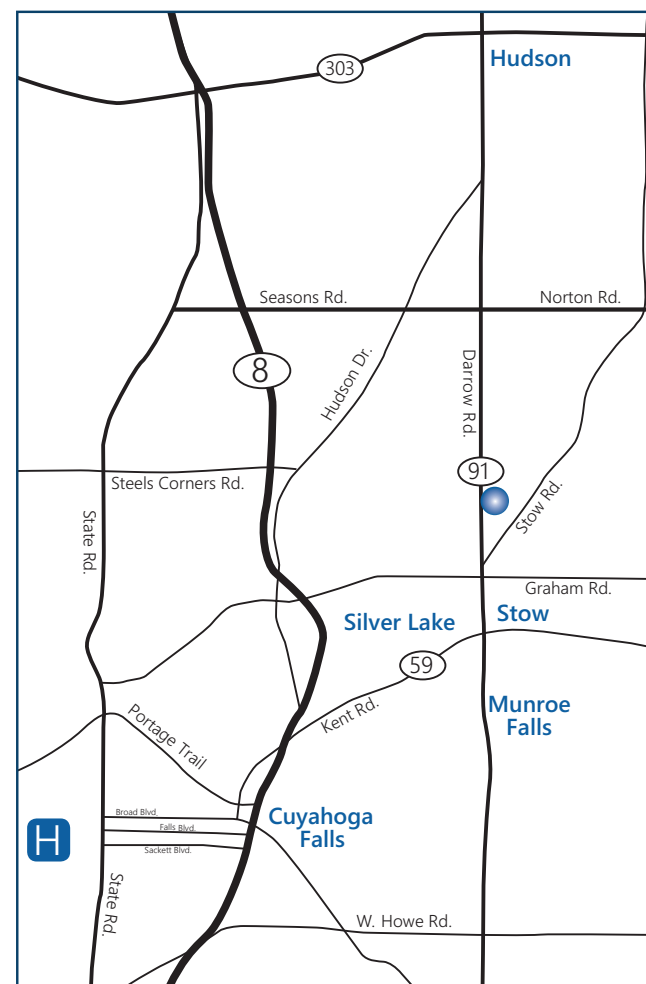 Hudson
303
Seasons Rd.
Norton Rd.
8
Hudson Dr.
Darrow Rd.
91
Steels Corners Rd.
Stow Rd.
State Rd.
Graham Rd.
Silver Lake
Stow
59
Kent Rd.
Munroe
Falls
Portage Trail
Broad Blvd.
Falls Blvd.
Sackett Blvd.
Cuyahoga
Falls
H
State Rd.
W. Howe Rd.